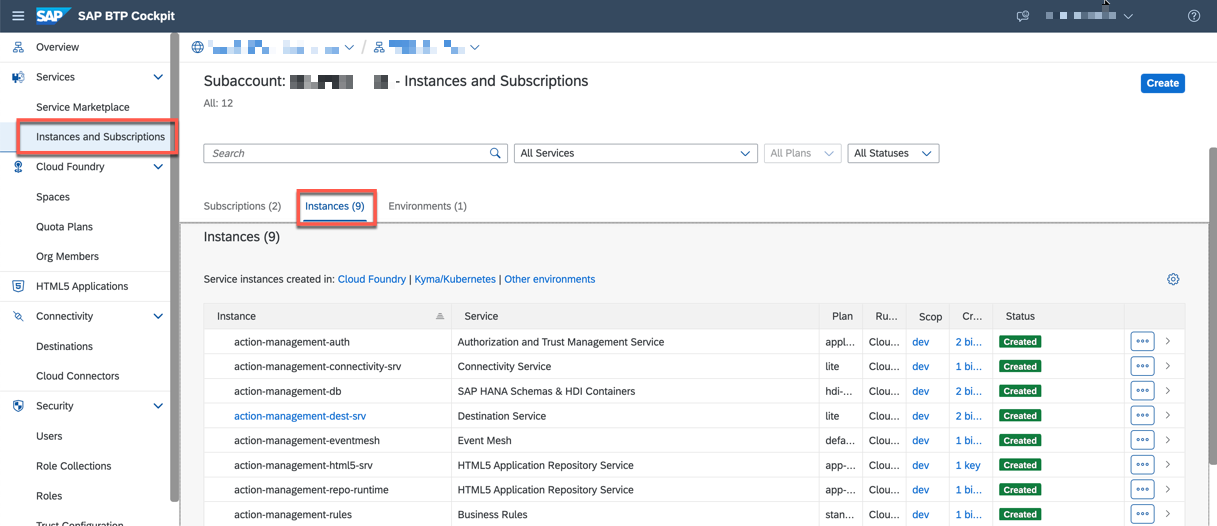 SAP SAP BTP Cockpit
Overview
Services
Service Marketplace
Instances and Subscriptions
Cloud Foundry
Spaces
Quota Plans
Org Members
HTML5 Applications
Connectivity
Destinations
Cloud Connectors
Security
Users
Role Collections
Roles
Trust Configuration
/
Subaccount: - Instances and Subscriptions
Create
All: 12
Search All Services All Plans All Statuses
Subscriptions (2) Instances (9) Environments (1)
Instances (9)
Service instances created in: Cloud Foundry | Kyma/Kubernetes | Other environments
Instance Service Plan Ru... Scop Cr... Status
action-management-auth Authorization and Trust Management Service appl... Clou... dev 2 bi... Created
action-management-connectivity-srv Connectivity Service lite Clou... dev 1 bi... Created
action-management-db SAP HANA Schemas & HDI Containers hdi-... Clou... dev 2 bi... Created
action-management-dest-srv Destination Service lite Clou... dev 2 bi... Created
action-management-eventmesh Event Mesh defa... Clou... dev 1 bi... Created
action-management-html5-srv HTML5 Application Repository Service app-... Clou... dev 1 key Created
action-management-repo-runtime HTML5 Application Repository Service app-... Clou... dev 1 bi... Created
action-management-rules Business Rules stan... Clou... dev 1 bi... Created